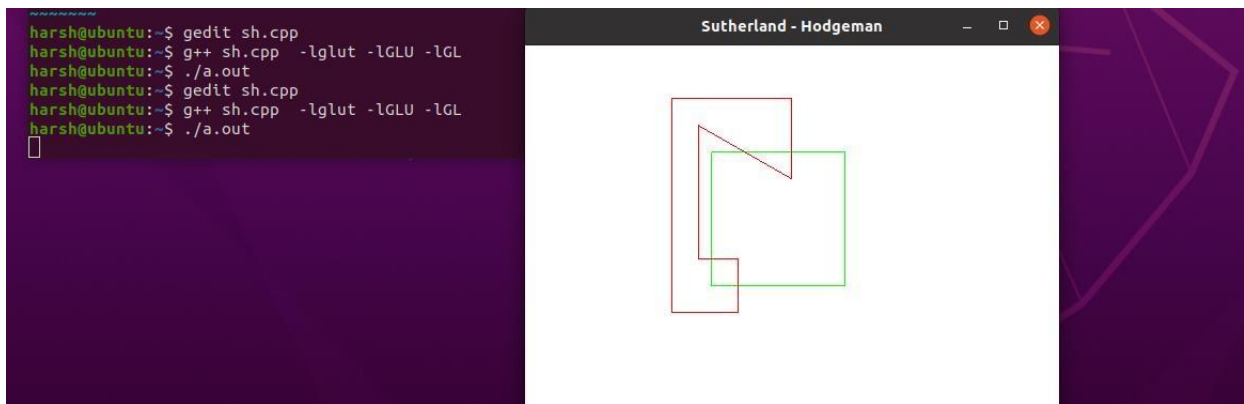 ~~~~~~~
harsh@ubuntu:~$ gedit sh.cpp
harsh@ubuntu:~$ g++ sh.cpp  -lglut -lGLU -lGL
harsh@ubuntu:~$ ./a.out
harsh@ubuntu:~$ gedit sh.cpp
harsh@ubuntu:~$ g++ sh.cpp  -lglut -lGLU -lGL
harsh@ubuntu:~$ ./a.out
Sutherland - Hodgeman